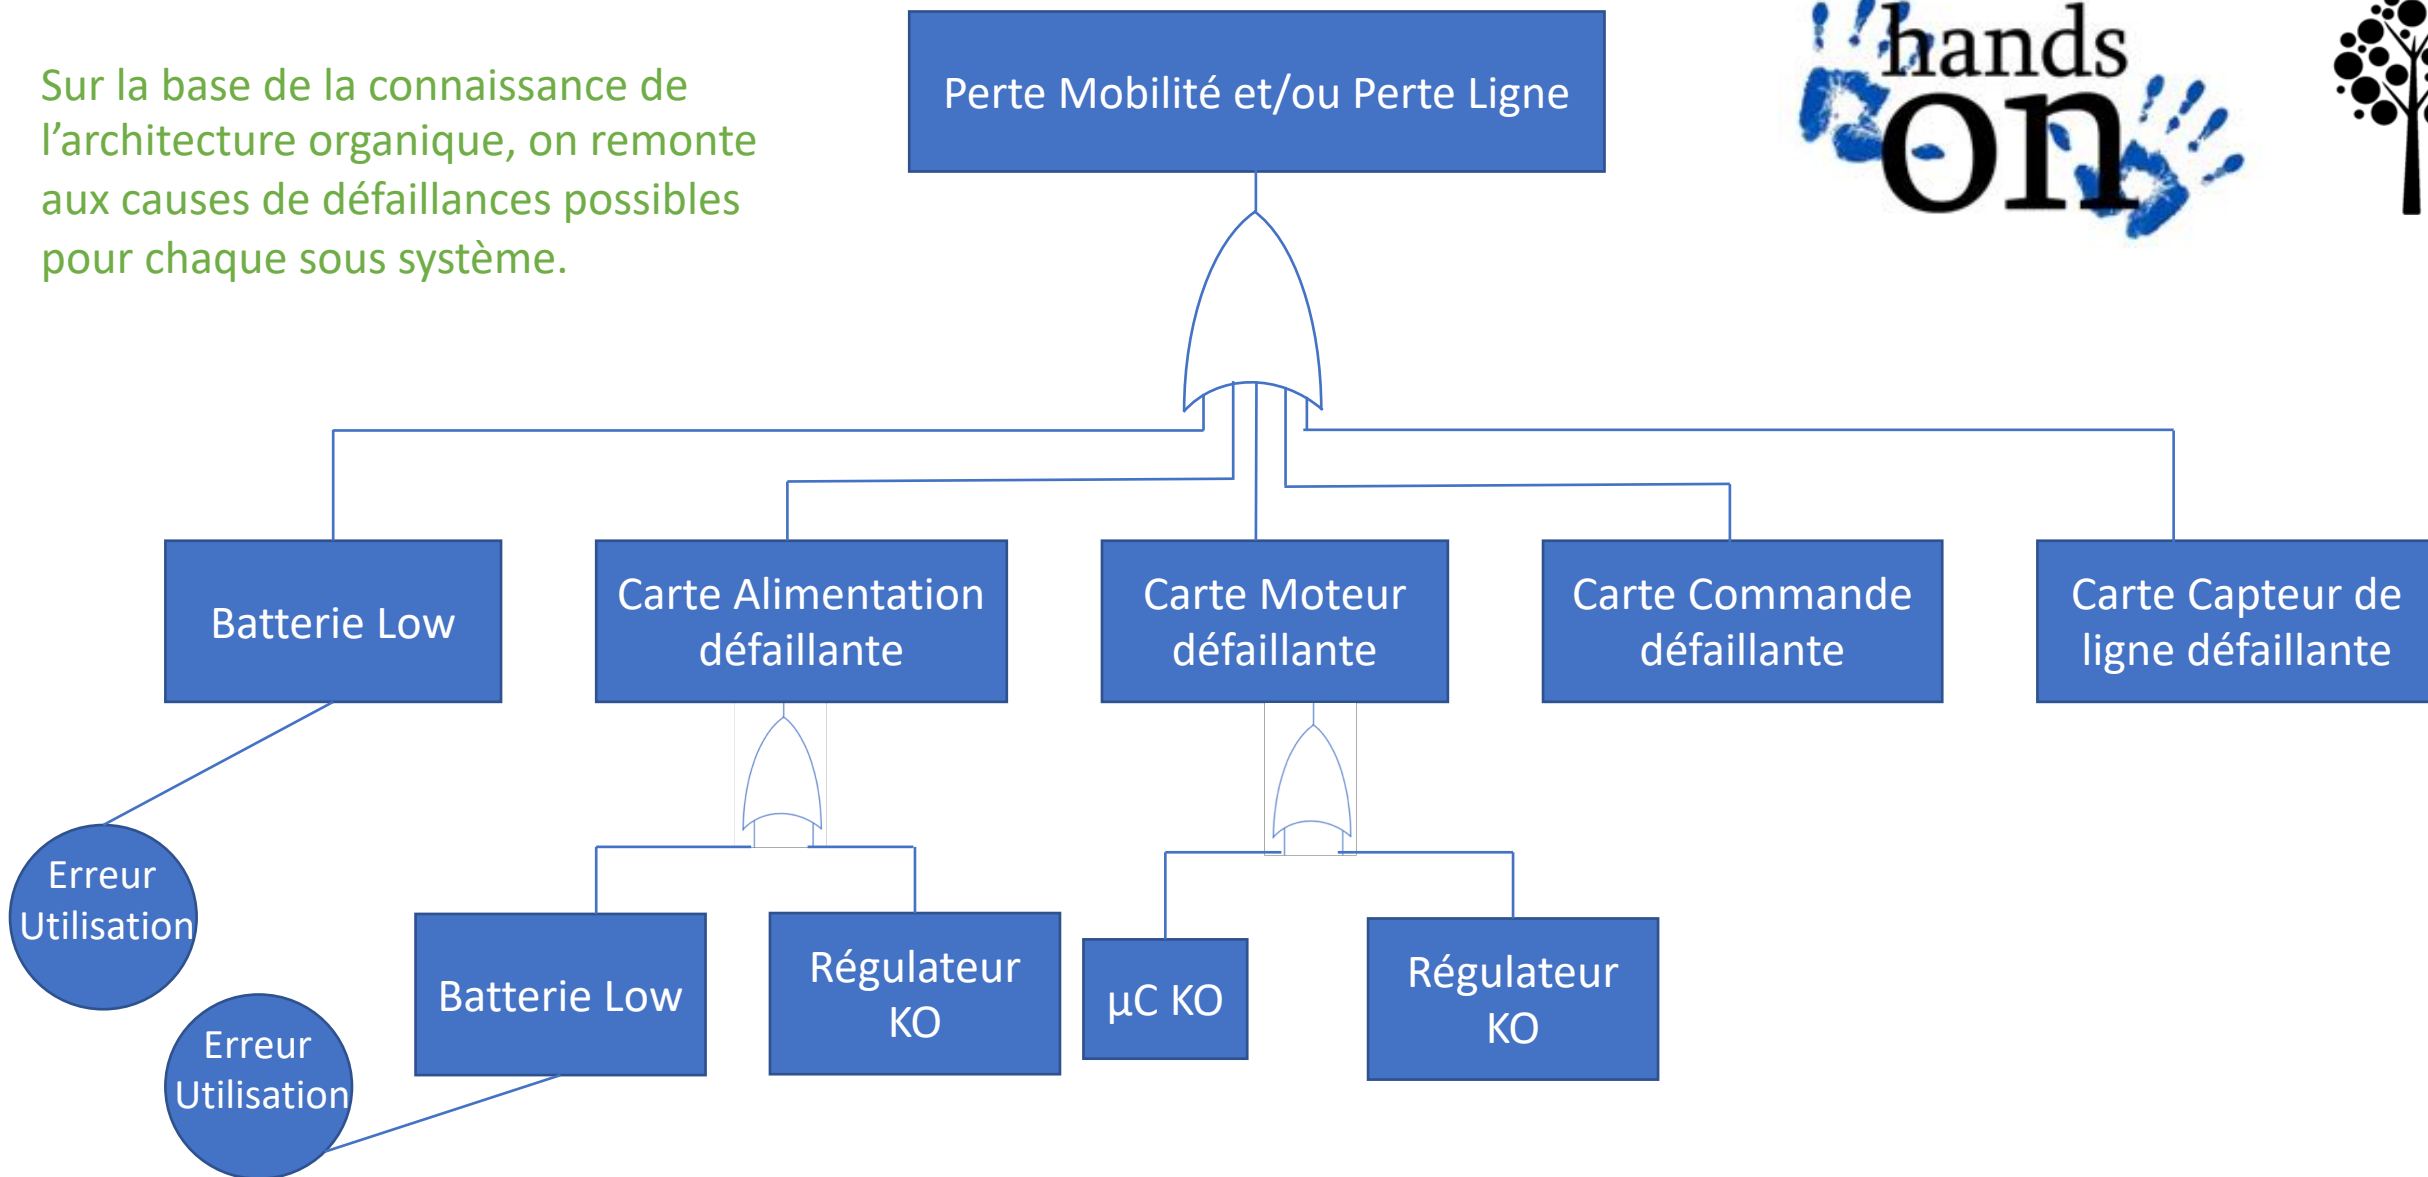 Sur la base de la connaissance de
l’architecture organique, on remonte
aux causes de défaillances possibles
pour chaque sous système.
Perte Mobilité et/ou Perte Ligne
hands
on
Batterie Low
Carte Alimentation
défaillante
Carte Moteur
défaillante
Carte Commande
défaillante
Carte Capteur de
ligne défaillante
Erreur
Utilisation
Batterie Low
Régulateur
KO
µC KO
Régulateur
KO
Erreur
Utilisation